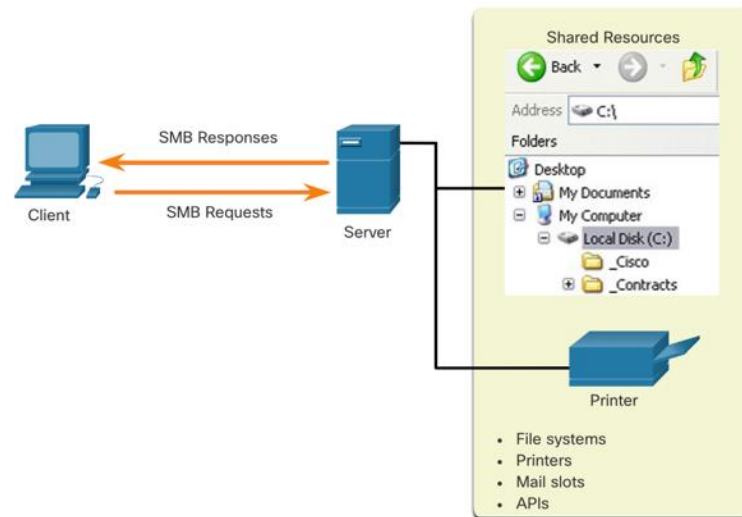 Shared Resources
Back
Address C:\
Folders
Desktop
My Documents
My Computer
Local Disk (C:)
_Cisco
_Contracts
SMB Responses
SMB Requests
Client
Server
Printer
• File systems
• Printers
• Mail slots
• APIs